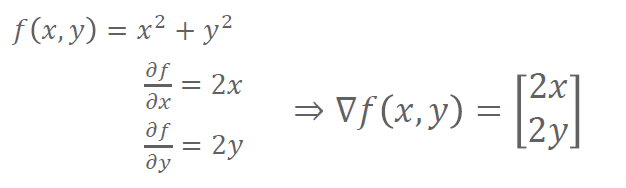 f(x, y) = x² + y²
∂f/∂x = 2x
∂f/∂y = 2y
⇒ ∇f(x, y) = [2x
2y]